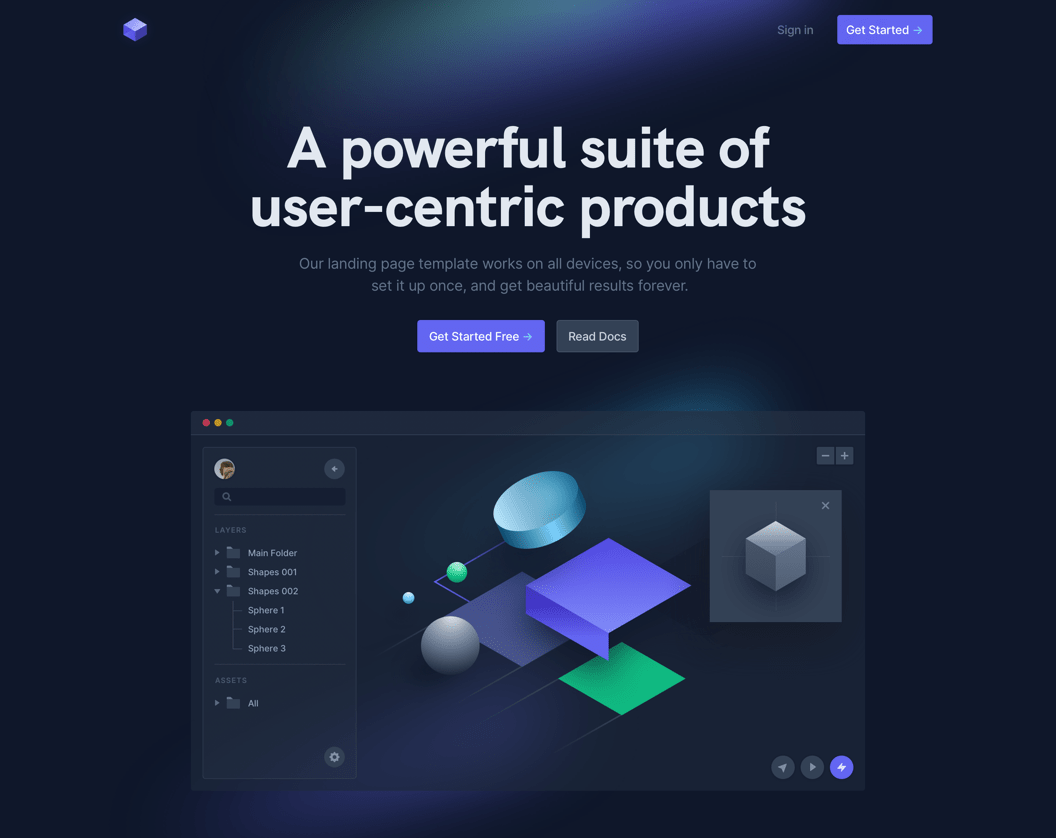 Sign in
Get Started →
A powerful suite of
user-centric products
Our landing page template works on all devices, so you only have to
set it up once, and get beautiful results forever.
Get Started Free →
Read Docs
LAYERS
Main Folder
Shapes 001
Shapes 002
Sphere 1
Sphere 2
Sphere 3
ASSETS
All